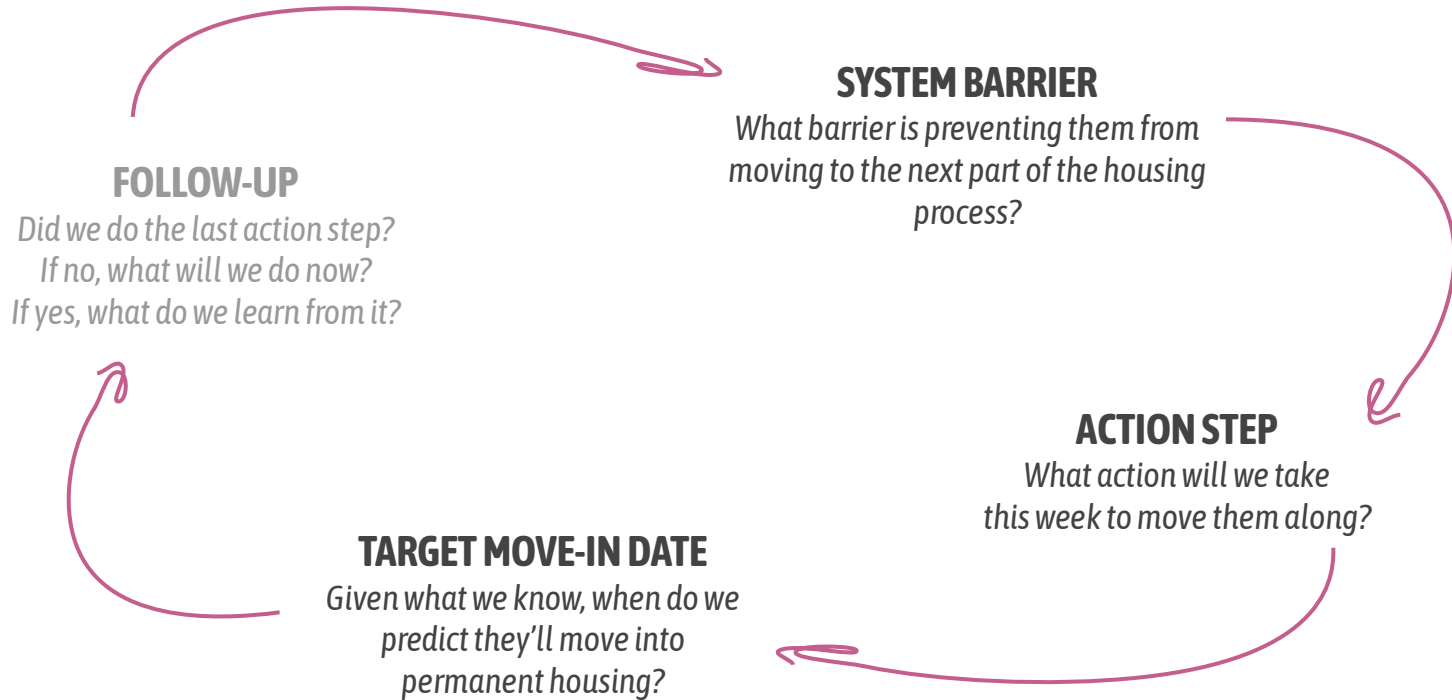 SYSTEM BARRIER
What barrier is preventing them from
moving to the next part of the housing
process?
ACTION STEP
What action will we take
this week to move them along?
TARGET MOVE-IN DATE
Given what we know, when do we
predict they’ll move into
permanent housing?
FOLLOW-UP
Did we do the last action step?
If no, what will we do now?
If yes, what do we learn from it?